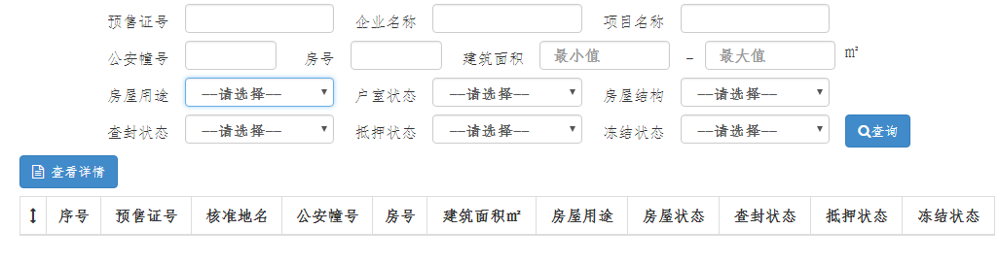 预售证号 企业名称 项目名称
公安幢号 房号 建筑面积 最小值 – 最大值 m²
房屋用途 —请选择— 户室状态 —请选择— 房屋结构 —请选择—
查封状态 —请选择— 抵押状态 —请选择— 冻结状态 —请选择— 查询
查看详情
序号 预售证号 核准地名 公安幢号 房号 建筑面积m² 房屋用途 房屋状态 查封状态 抵押状态 冻结状态